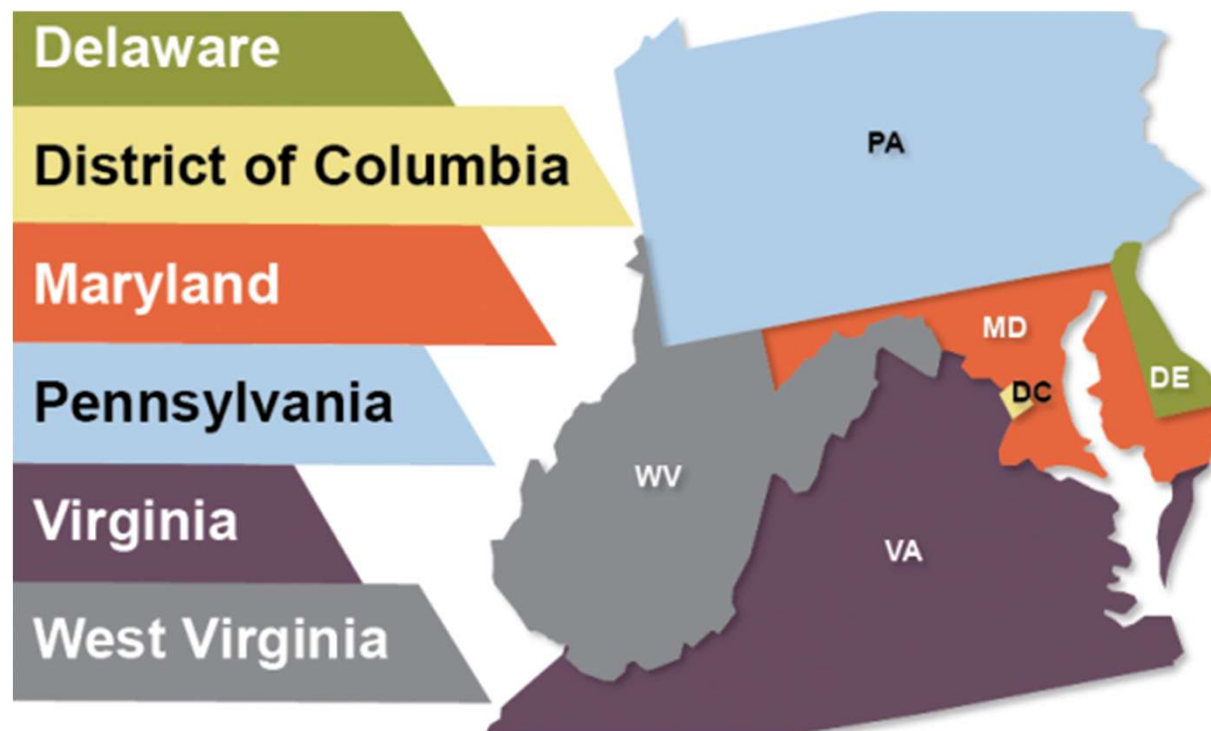 Delaware
District of Columbia
Maryland
Pennsylvania
Virginia
West Virginia
PA
MD
DE
DC
WV
VA